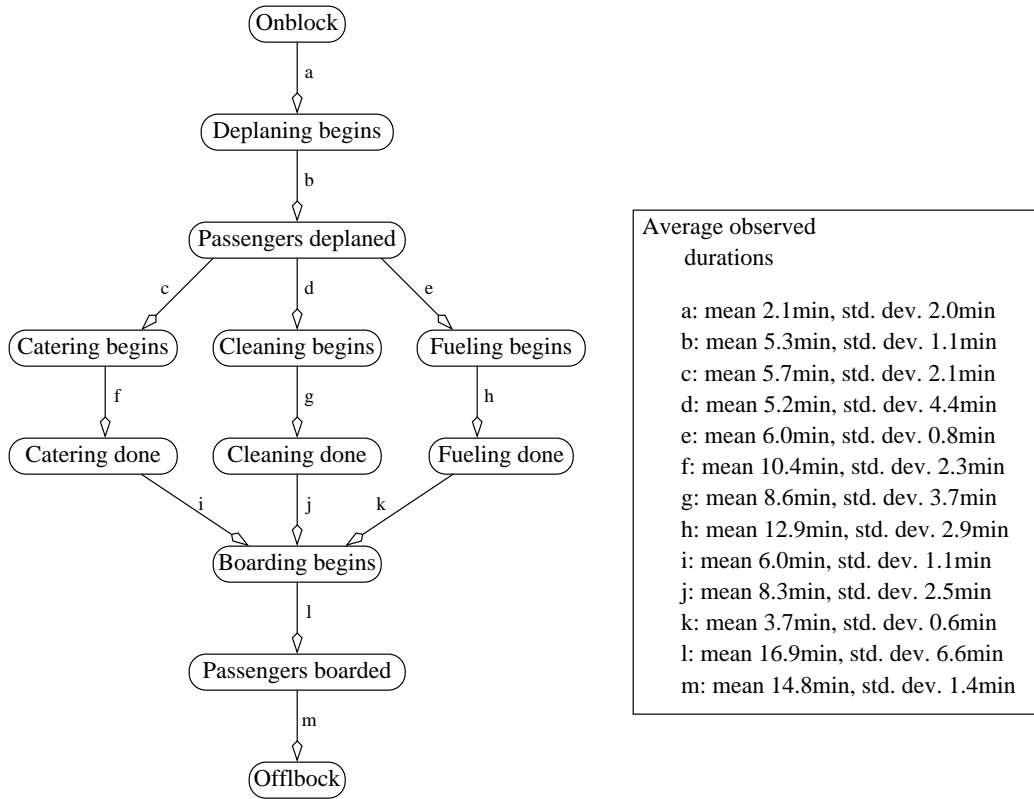 Onblock
a
Deplaning begins
b
Passengers deplaned
c
d
e
Catering begins
Cleaning begins
Fueling begins
f
g
h
Catering done
Cleaning done
Fueling done
i
j
k
Boarding begins
l
Passengers boarded
m
Offlbock
Average observed
durations
a: mean 2.1min, std. dev. 2.0min
b: mean 5.3min, std. dev. 1.1min
c: mean 5.7min, std. dev. 2.1min
d: mean 5.2min, std. dev. 4.4min
e: mean 6.0min, std. dev. 0.8min
f: mean 10.4min, std. dev. 2.3min
g: mean 8.6min, std. dev. 3.7min
h: mean 12.9min, std. dev. 2.9min
i: mean 6.0min, std. dev. 1.1min
j: mean 8.3min, std. dev. 2.5min
k: mean 3.7min, std. dev. 0.6min
l: mean 16.9min, std. dev. 6.6min
m: mean 14.8min, std. dev. 1.4min